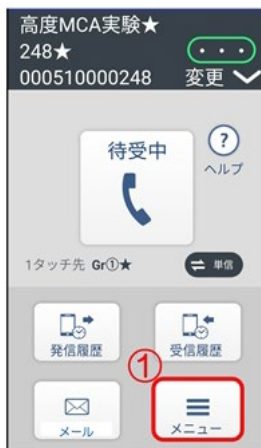 高度MCA実験★
248★
000510000248 変更
待受中
?
ヘルプ
1タッチ先 Gr①★ 単信
発信履歴 受信履歴
①
メール メニュー